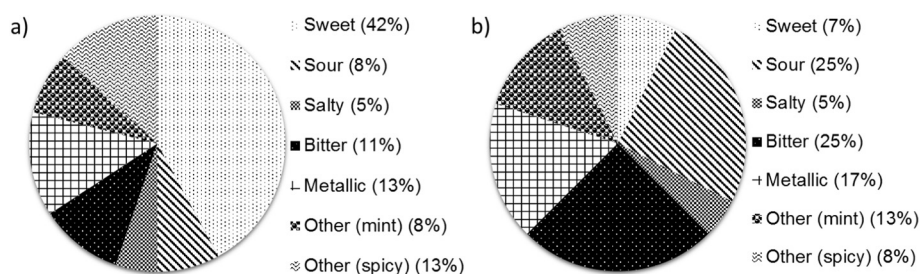 a)
Sweet (42%)
Sour (8%)
Salty (5%)
Bitter (11%)
Metallic (13%)
Other (mint) (8%)
Other (spicy) (13%)
b)
Sweet (7%)
Sour (25%)
Salty (5%)
Bitter (25%)
Metallic (17%)
Other (mint) (13%)
Other (spicy) (8%)